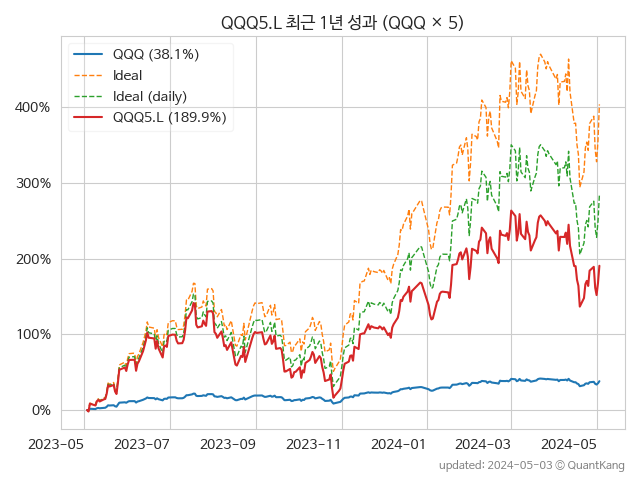 QQQ5.L 최근 1년 성과 (QQQ × 5)
QQQ (38.1%)
Ideal
Ideal (daily)
QQQ5.L (189.9%)
400%
300%
200%
100%
0%
2023-05 2023-07 2023-09 2023-11 2024-01 2024-03 2024-05
updated: 2024-05-03 © QuantKang